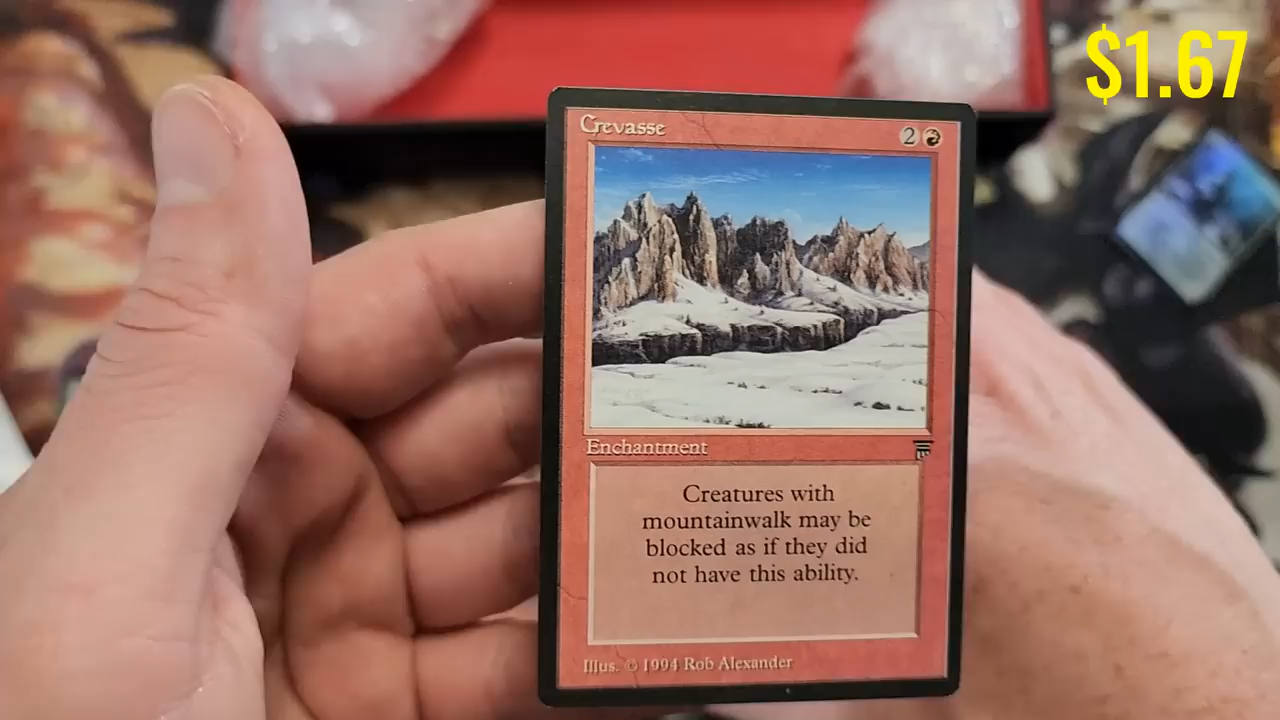 $1.67
Crevasse
2
Enchantment
Creatures with
mountainwalk may be
blocked as if they did
not have this ability.
Illus. © 1994 Rob Alexander